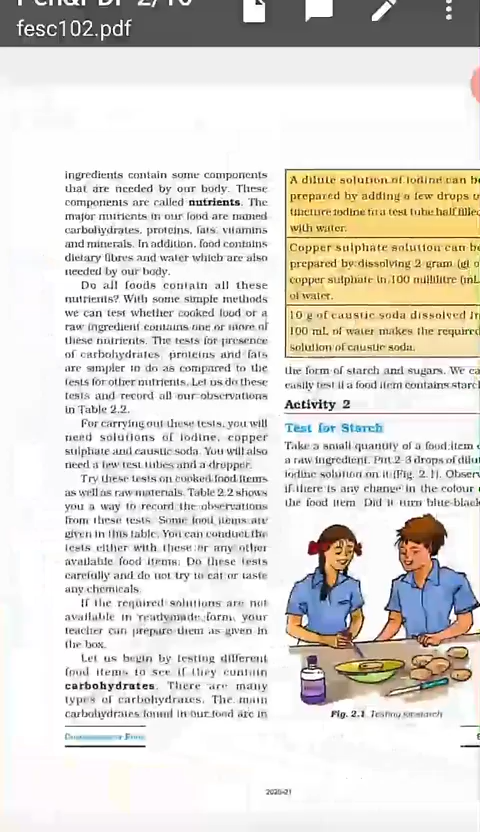 fesc102.pdf
ingredients contain some components
that are needed by our body. These
components are called nutrients. The
major nutrients in our food are named
carbohydrates, proteins, fats, vitamins
and minerals. In addition, food contains
dietary fibres and water which are also
needed by our body.
Do all foods contain all these
nutrients? With some simple methods
we can test whether cooked food or a
raw ingredient contains one or more of
these nutrients. The tests for presence
of carbohydrates, proteins and fats
are simpler to do as compared to the
tests for other nutrients. Let us do these
tests and record all our observations
in Table 2.2.
For carrying out these tests, you will
need solutions of iodine, copper
sulphate and caustic soda. You will also
need a few test tubes and a dropper.
Try these tests on cooked food items
as well as raw materials. Table 2.2 shows
you a way to record the observations
from these tests. Some food items are
given in this table. You can conduct the
tests either with these or any other
available food items. Do these tests
carefully and do not try to eat or taste
any chemicals.
If the required solutions are not
available in readymade form, your
teacher can prepare them as given in
the box.
Let us begin by testing different
food items to see if they contain
carbohydrates. There are many
types of carbohydrates. The main
carbohydrates found in our food are in
A dilute solution of iodine can be
prepared by adding a few drops o
tincture iodine to a test tube half filled
with water.
Copper sulphate solution can be
prepared by dissolving 2 gram (g) o
copper sulphate in 100 millilitre (mL
of water.
10 g of caustic soda dissolved in
100 mL of water makes the required
solution of caustic soda.
the form of starch and sugars. We ca
easily test if a food item contains starch
Activity 2
Test for Starch
Take a small quantity of a food item o
a raw ingredient. Put 2-3 drops of dilut
iodine solution on it (Fig. 2.1). Observ
if there is any change in the colour
the food item. Did it turn blue-black
Fig. 2.1 Testing for starch
Components of Food
2020-21